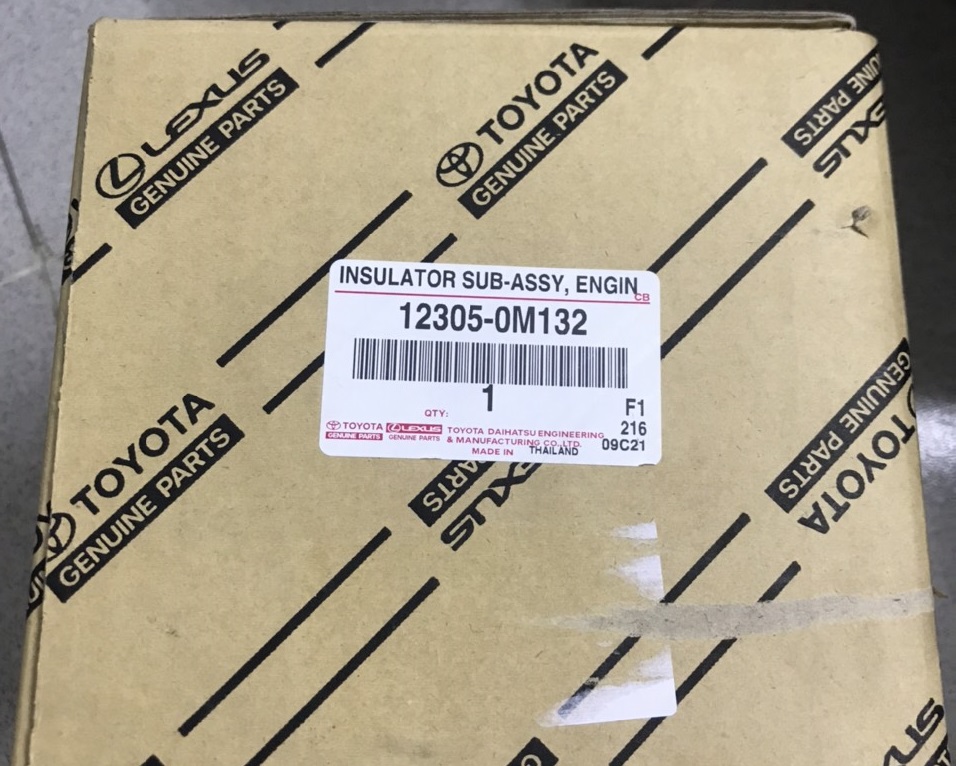 LEXUS
GENUINE PARTS
TOYOTA
GENUINE PARTS
GENUINE PARTS
LEXUS
INSULATOR SUB-ASSY, ENGIN
CB
12305-0M132
QTY: 1
F1
216
09C21
TOYOTA
GENUINE PARTS
LEXUS
GENUINE PARTS
TOYOTA DAIHATSU ENGINEERING
& MANUFACTURING CO.,LTD.
MADE IN THAILAND
TOYOTA
GENUINE PARTS
PARTS
LEXUS
GENUINE PARTS
TOYOTA